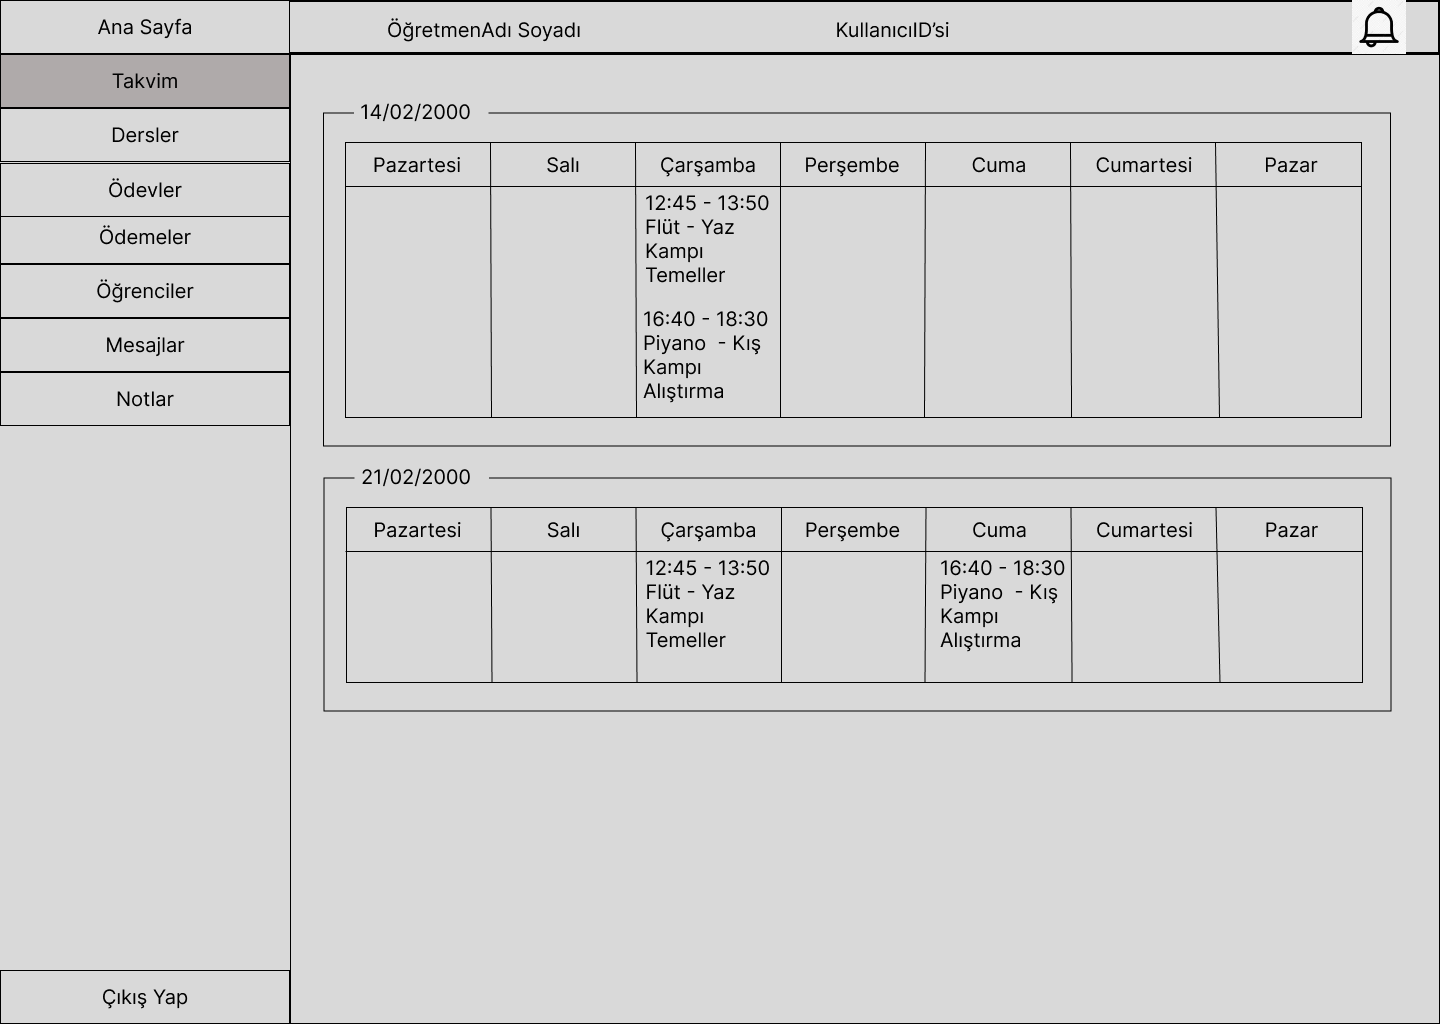 Ana Sayfa
ÖğretmenAdı Soyadı
KullanıcıID’si
Takvim
Dersler
Ödevler
Ödemeler
Öğrenciler
Mesajlar
Notlar
Çıkış Yap
14/02/2000
Pazartesi
Salı
Çarşamba
Perşembe
Cuma
Cumartesi
Pazar
12:45 - 13:50
Flüt - Yaz
Kampı
Temeller
16:40 - 18:30
Piyano  - Kış
Kampı
Alıştırma
21/02/2000
Pazartesi
Salı
Çarşamba
Perşembe
Cuma
Cumartesi
Pazar
12:45 - 13:50
Flüt - Yaz
Kampı
Temeller
16:40 - 18:30
Piyano  - Kış
Kampı
Alıştırma